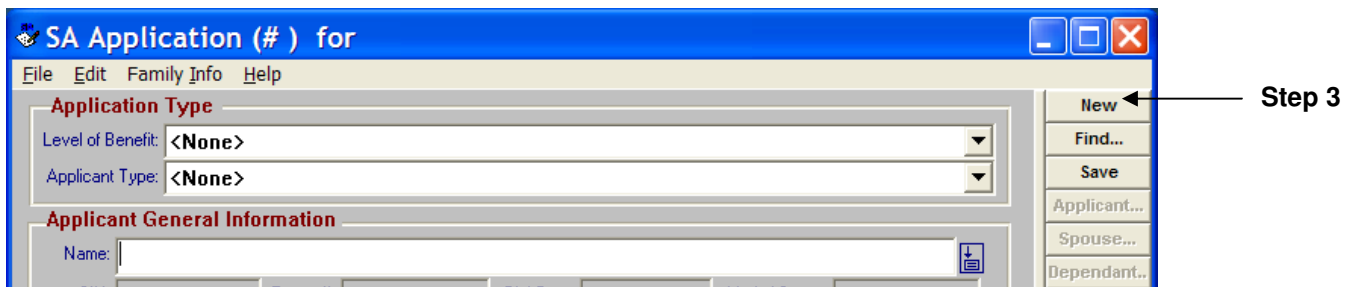 SA Application (# ) for
File Edit Family Info Help
Application Type
New
Step 3
Level of Benefit: <None>
Find...
Applicant Type: <None>
Save
Applicant...
Applicant General Information
Spouse...
Name:
Dependant..